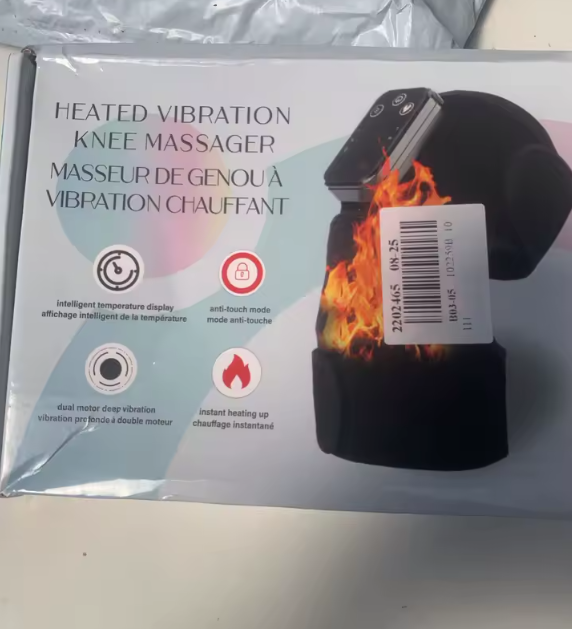 HEATED VIBRATION
KNEE MASSAGER
MASSEUR DE GENOU À
VIBRATION CHAUFFANT
intelligent temperature display
affichage intelligent de la température
anti-touch mode
mode anti-touche
dual motor deep vibration
vibration profonde à double moteur
instant heating up
chauffage instantané
2202465 08-25
B03-05